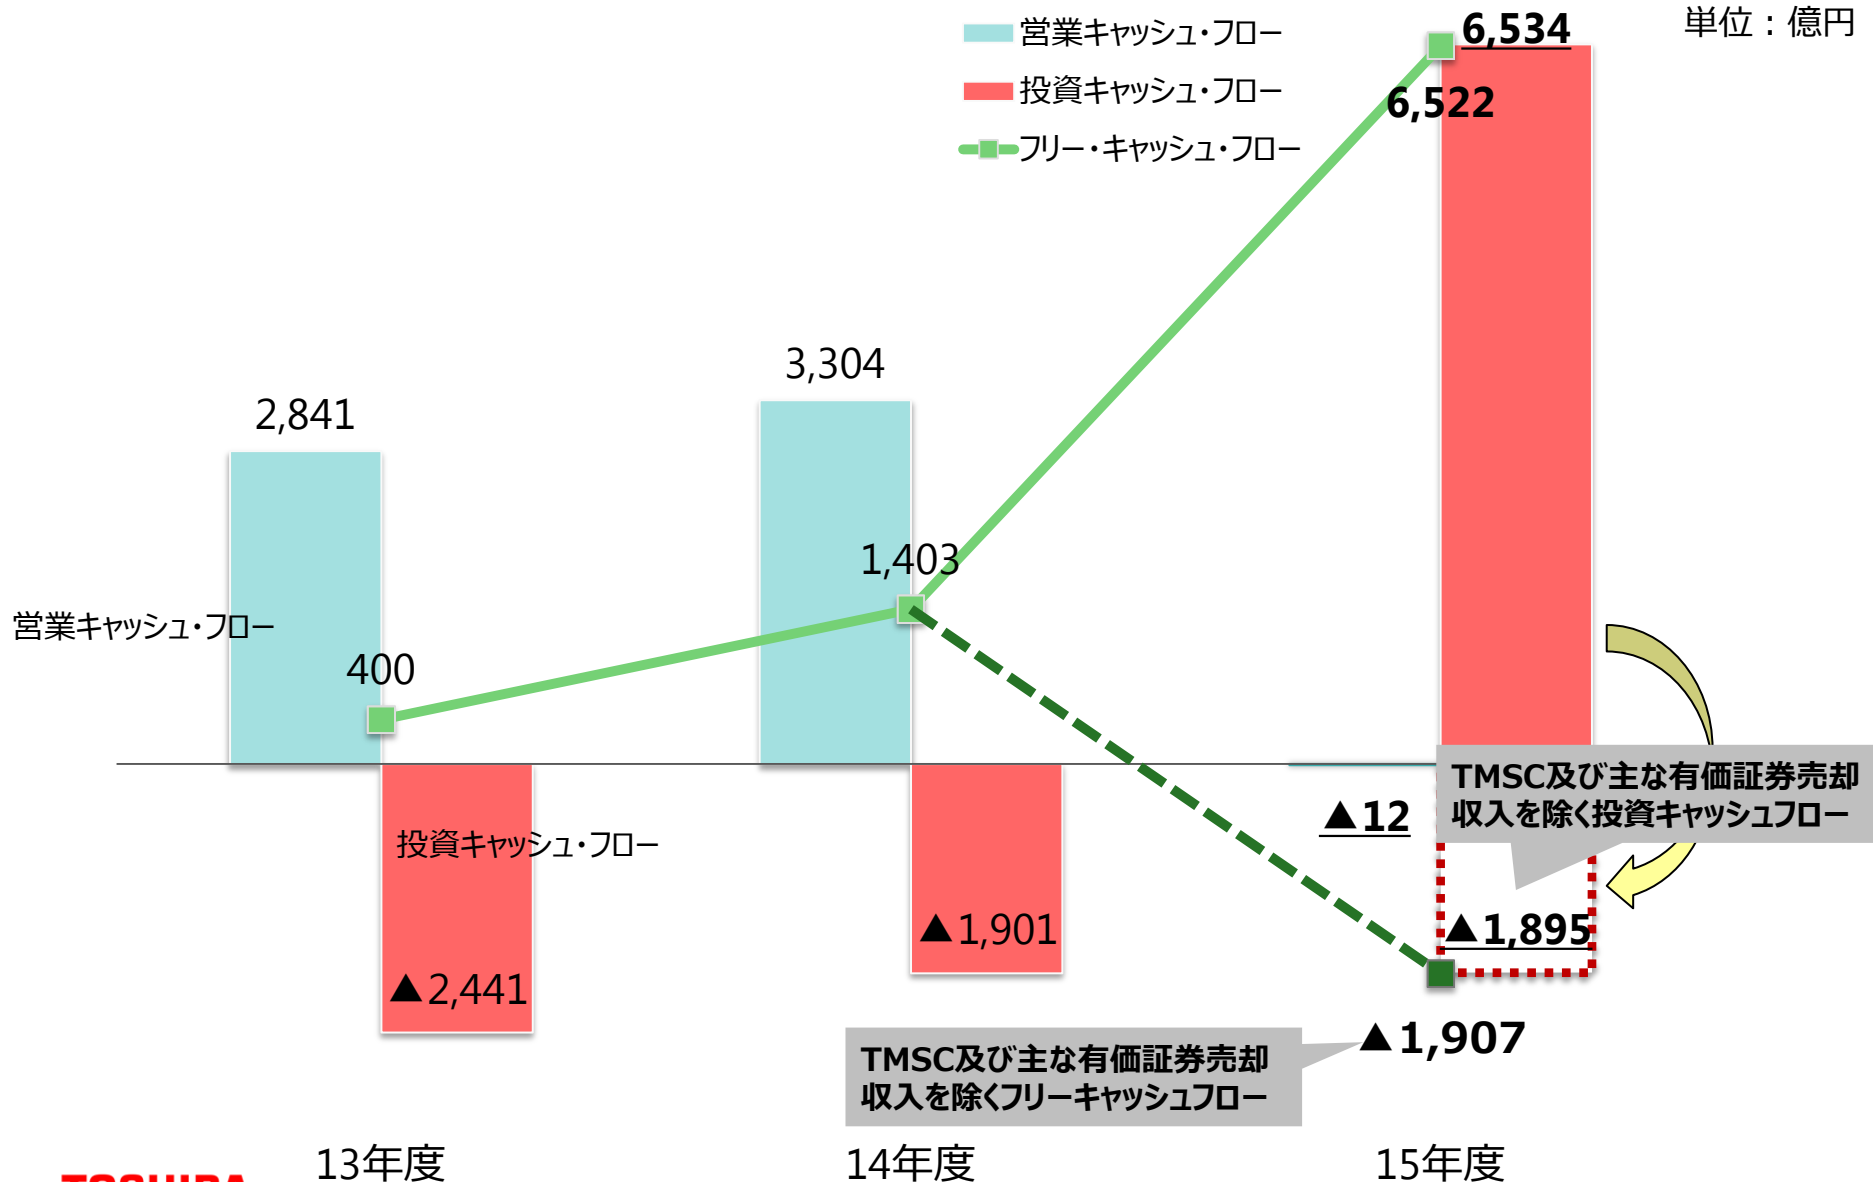 営業キャッシュ・フロー
投資キャッシュ・フロー
フリー・キャッシュ・フロー
単位：億円
6,534
6,522
3,304
2,841
1,403
営業キャッシュ・フロー
400
TMSC及び主な有価証券売却
収入を除く投資キャッシュフロー
▲12
投資キャッシュ・フロー
▲1,901
▲1,895
▲2,441
▲1,907
TMSC及び主な有価証券売却
収入を除くフリーキャッシュフロー
13年度
14年度
15年度
TOSHIBA